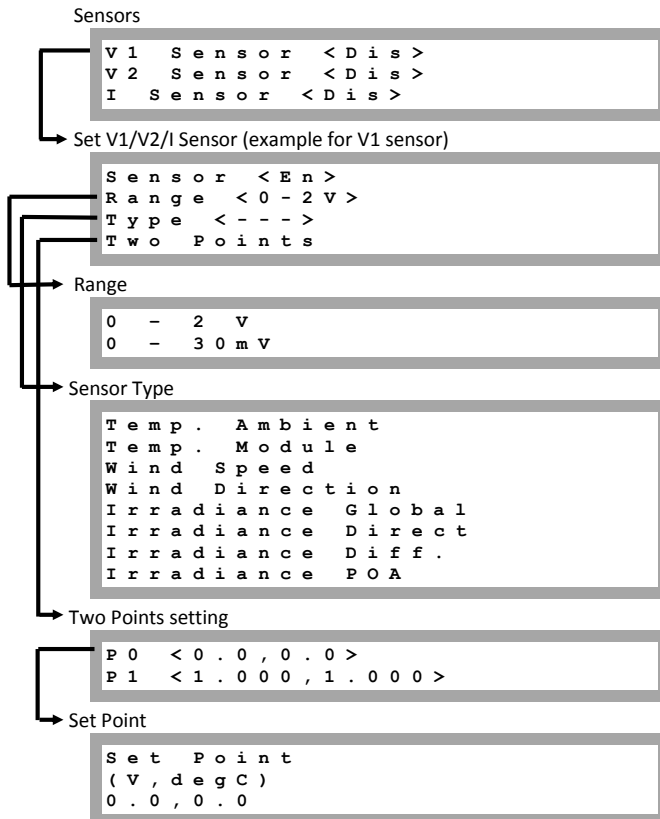 Sensors
V1 Sensor <Dis>
V2 Sensor <Dis>
I Sensor <Dis>
Set V1/V2/I Sensor (example for V1 sensor)
Sensor <En>
Range <0-2V>
Type <--->
Two Points
Range
0 – 2 V
0 – 30mV
Sensor Type
Temp. Ambient
Temp. Module
Wind Speed
Wind Direction
Irradiance Global
Irradiance Direct
Irradiance Diff.
Irradiance POA
Two Points setting
P0 <0.0,0.0>
P1 <1.000,1.000>
Set Point
Set Point
(V,degC)
0.0,0.0